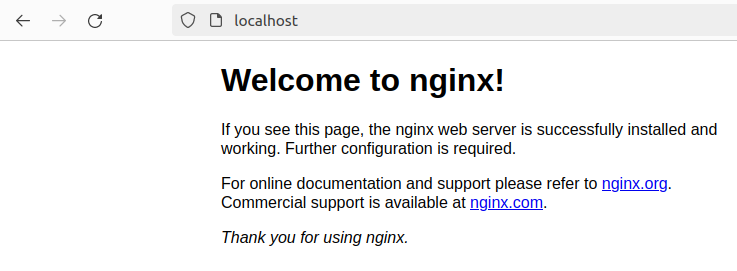 localhost
Welcome to nginx!
If you see this page, the nginx web server is successfully installed and
working. Further configuration is required.
For online documentation and support please refer to nginx.org.
Commercial support is available at nginx.com.
Thank you for using nginx.